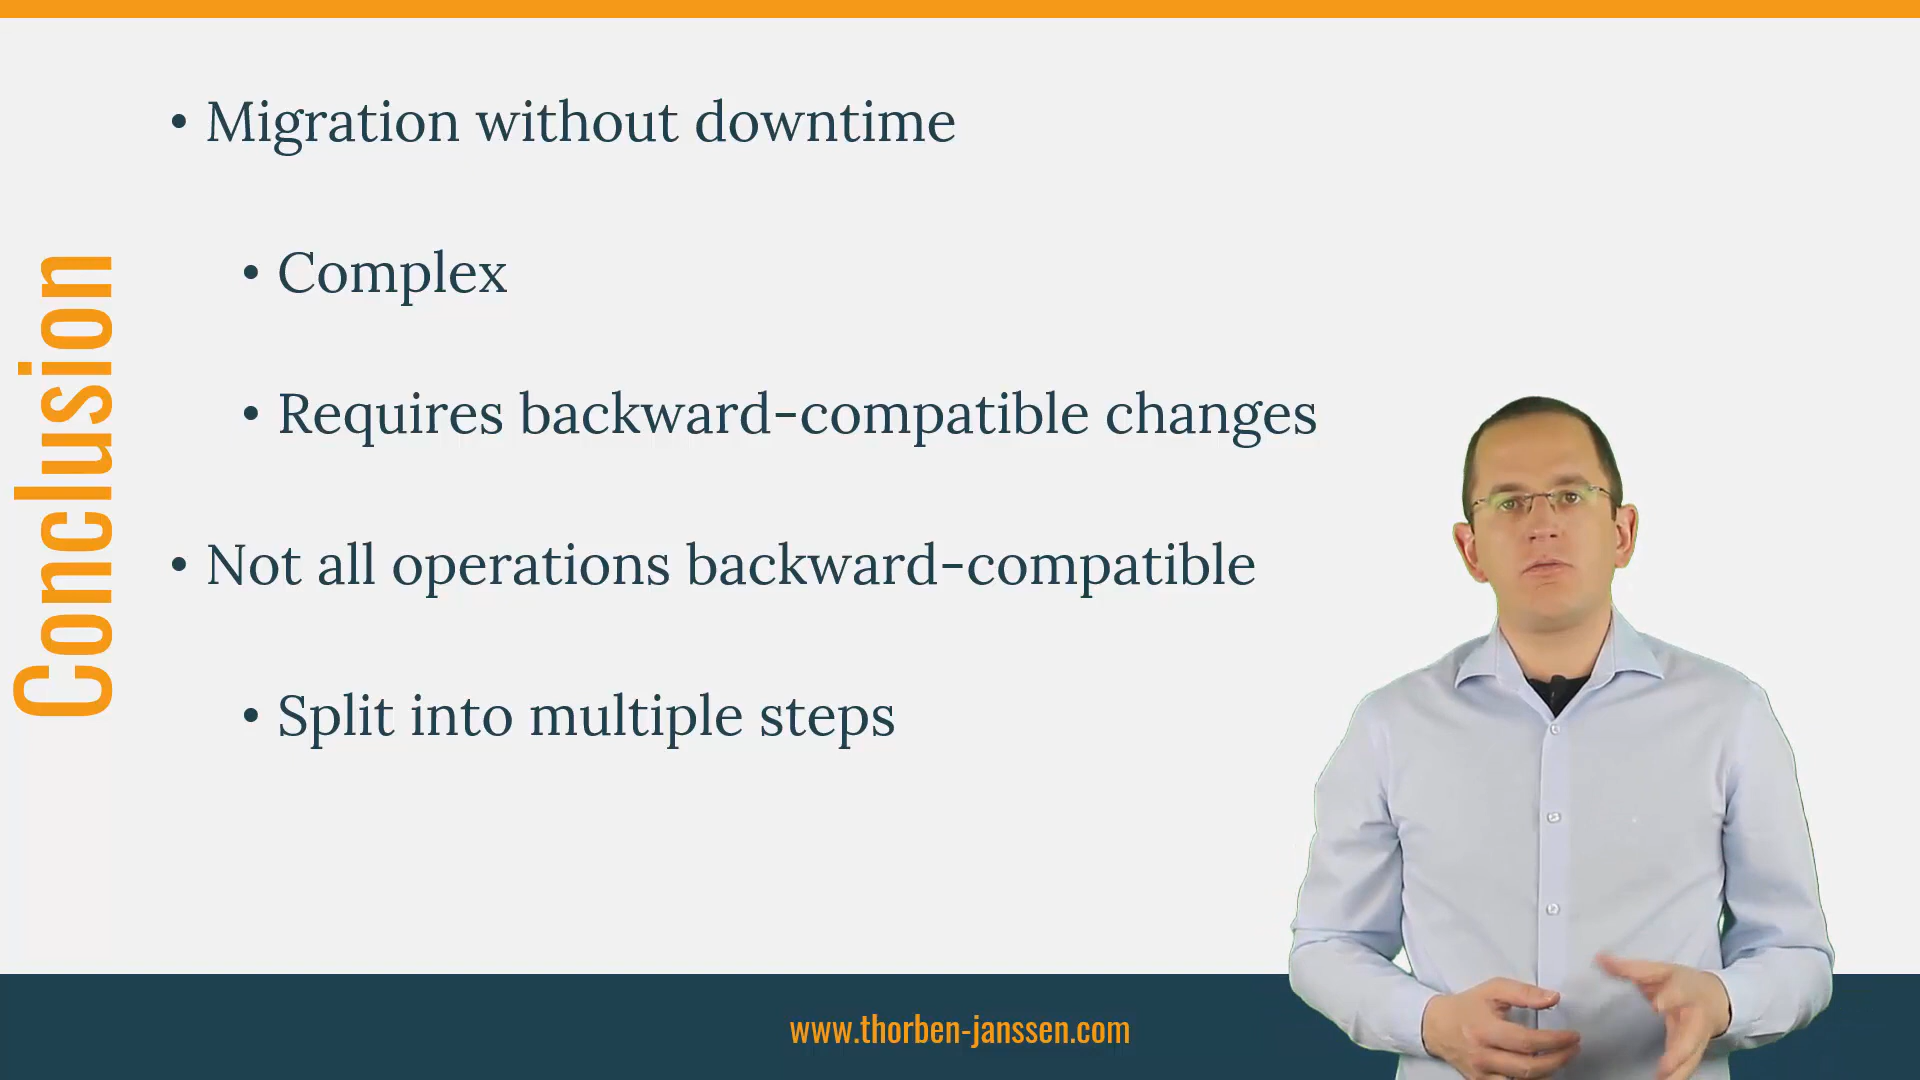 Conclusion
• Migration without downtime
• Complex
• Requires backward-compatible changes
• Not all operations backward-compatible
• Split into multiple steps
www.thorben-janssen.com